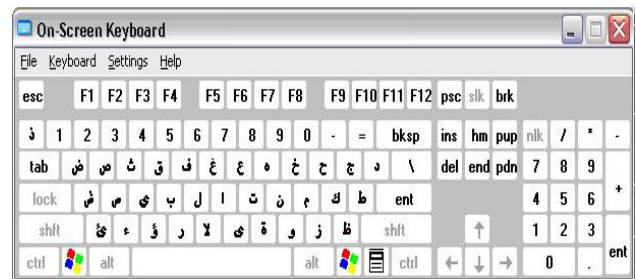 On-Screen Keyboard
File Keyboard Settings Help
esc F1 F2 F3 F4 F5 F6 F7 F8 F9 F10 F11 F12 psc slk brk
ذ 1 2 3 4 5 6 7 8 9 0 - = bksp ins hm pup nlk / * -
tab ض ص ث ق ف غ ع ه خ ح ج د \ del end pdn 7 8 9 +
lock ش س ي ب ل ا ت ن م ك ط ent 4 5 6
shft ئ ء ؤ ر لا ى ة و ز ظ shft ↑ 1 2 3 ent
ctrl alt alt ctrl ← ↓ → 0 .